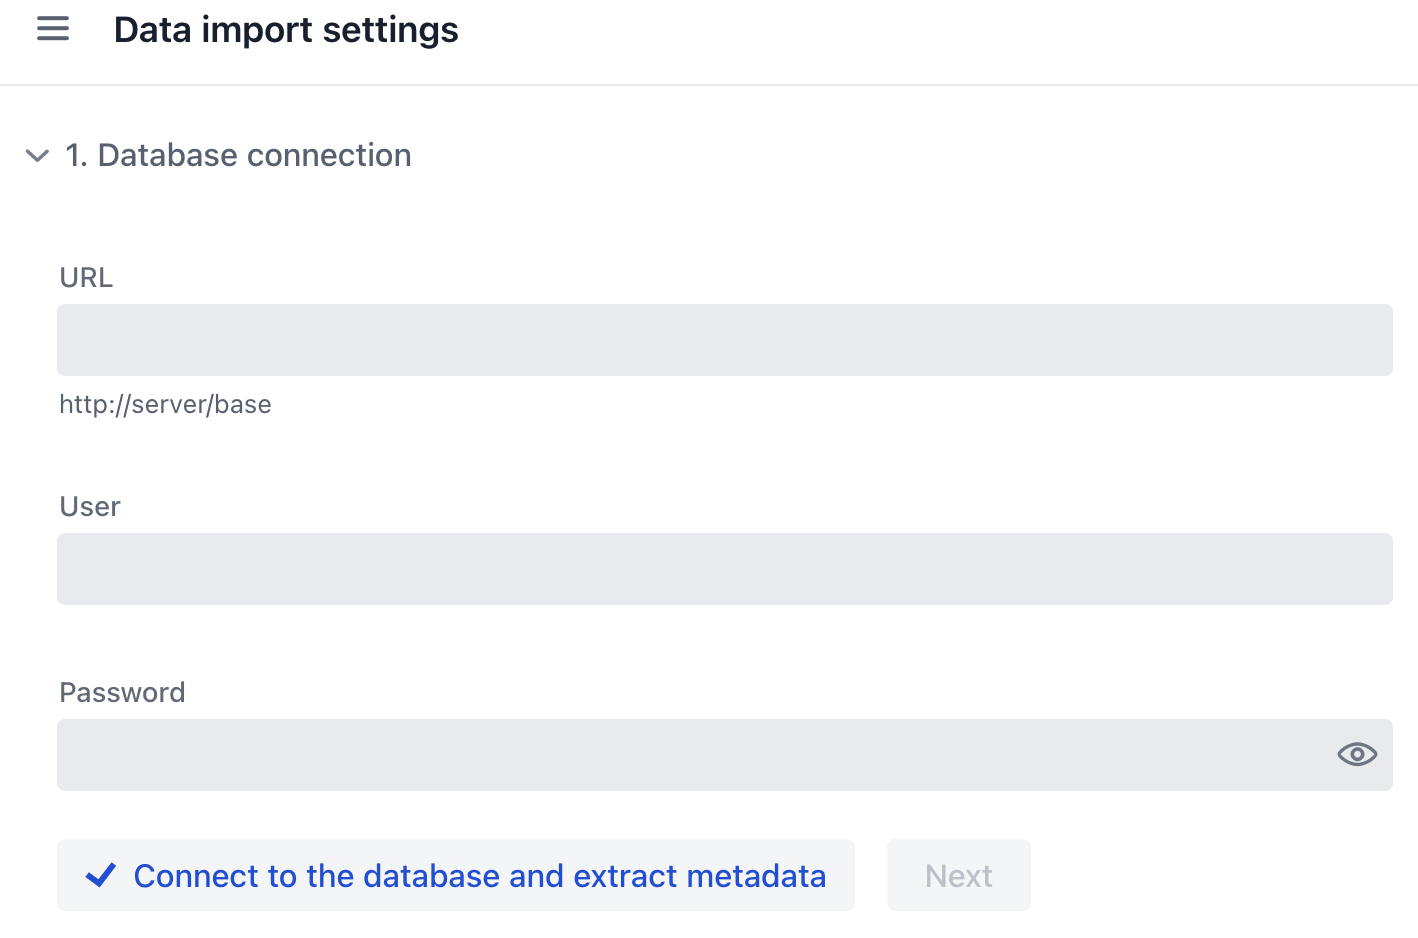 Data import settings
1. Database connection
URL
http://server/base
User
Password
Connect to the database and extract metadata
Next